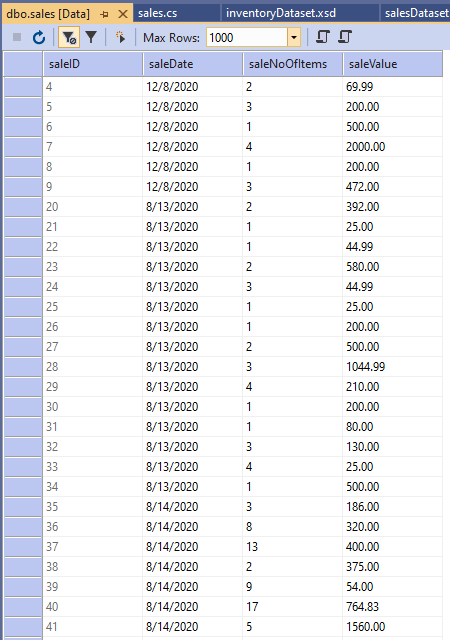 dbo.sales [Data] sales.cs inventoryDataset.xsd salesDataset
Max Rows: 1000
saleID saleDate saleNoOfItems saleValue
4 12/8/2020 2 69.99
5 12/8/2020 3 200.00
6 12/8/2020 1 500.00
7 12/8/2020 4 2000.00
8 12/8/2020 1 200.00
9 12/8/2020 3 472.00
20 8/13/2020 2 392.00
21 8/13/2020 1 25.00
22 8/13/2020 1 44.99
23 8/13/2020 2 580.00
24 8/13/2020 3 44.99
25 8/13/2020 1 25.00
26 8/13/2020 1 200.00
27 8/13/2020 2 500.00
28 8/13/2020 3 1044.99
29 8/13/2020 4 210.00
30 8/13/2020 1 200.00
31 8/13/2020 1 80.00
32 8/13/2020 3 130.00
33 8/13/2020 4 25.00
34 8/13/2020 1 500.00
35 8/14/2020 3 186.00
36 8/14/2020 8 320.00
37 8/14/2020 13 400.00
38 8/14/2020 2 375.00
39 8/14/2020 9 54.00
40 8/14/2020 17 764.83
41 8/14/2020 5 1560.00